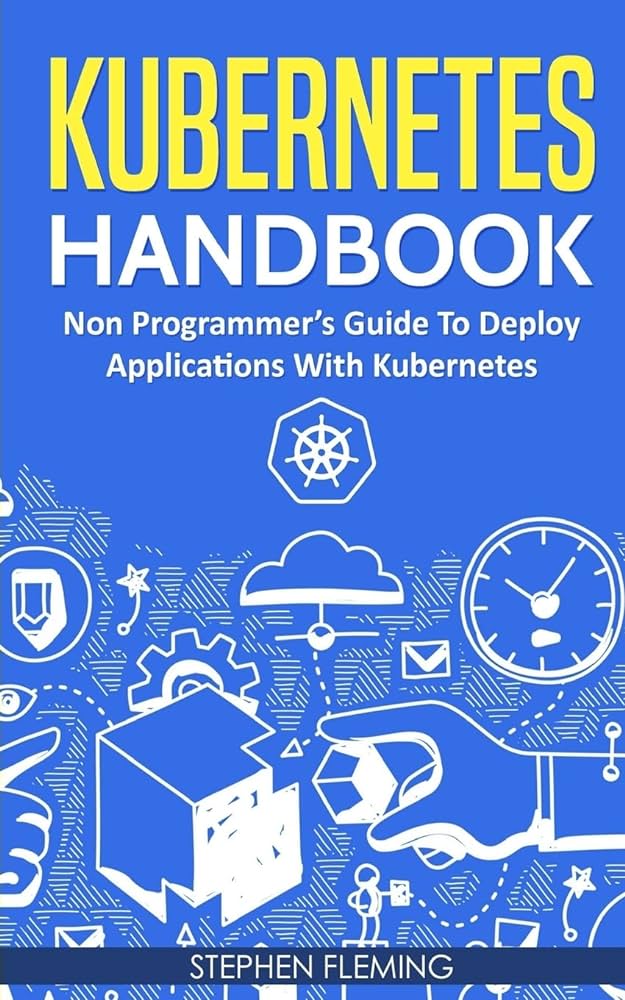 KUBERNETES
HANDBOOK
Non Programmer’s Guide To Deploy
Applications With Kubernetes
STEPHEN FLEMING